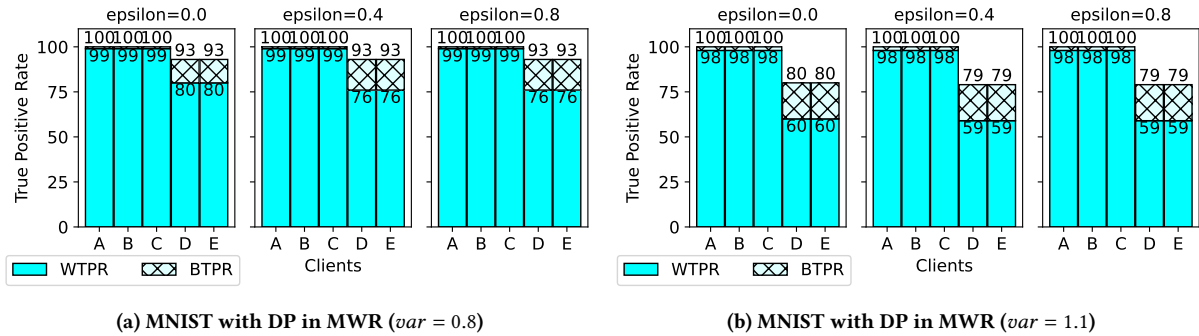 epsilon=0.0 epsilon=0.4 epsilon=0.8
True Positive Rate
100
75
50
25
0
100 100 100 93 93
99 99 99 80 80
100 100 100 93 93
99 99 99 76 76
100 100 100 93 93
99 99 99 76 76
A B C D E A B C D E A B C D E
Clients
WTPR BTPR
(a) MNIST with DP in MWR (var = 0.8)
epsilon=0.0 epsilon=0.4 epsilon=0.8
True Positive Rate
100
75
50
25
0
100 100 100 80 80
98 98 98 60 60
100 100 100 79 79
98 98 98 59 59
100 100 100 79 79
98 98 98 59 59
A B C D E A B C D E A B C D E
Clients
WTPR BTPR
(b) MNIST with DP in MWR (var = 1.1)